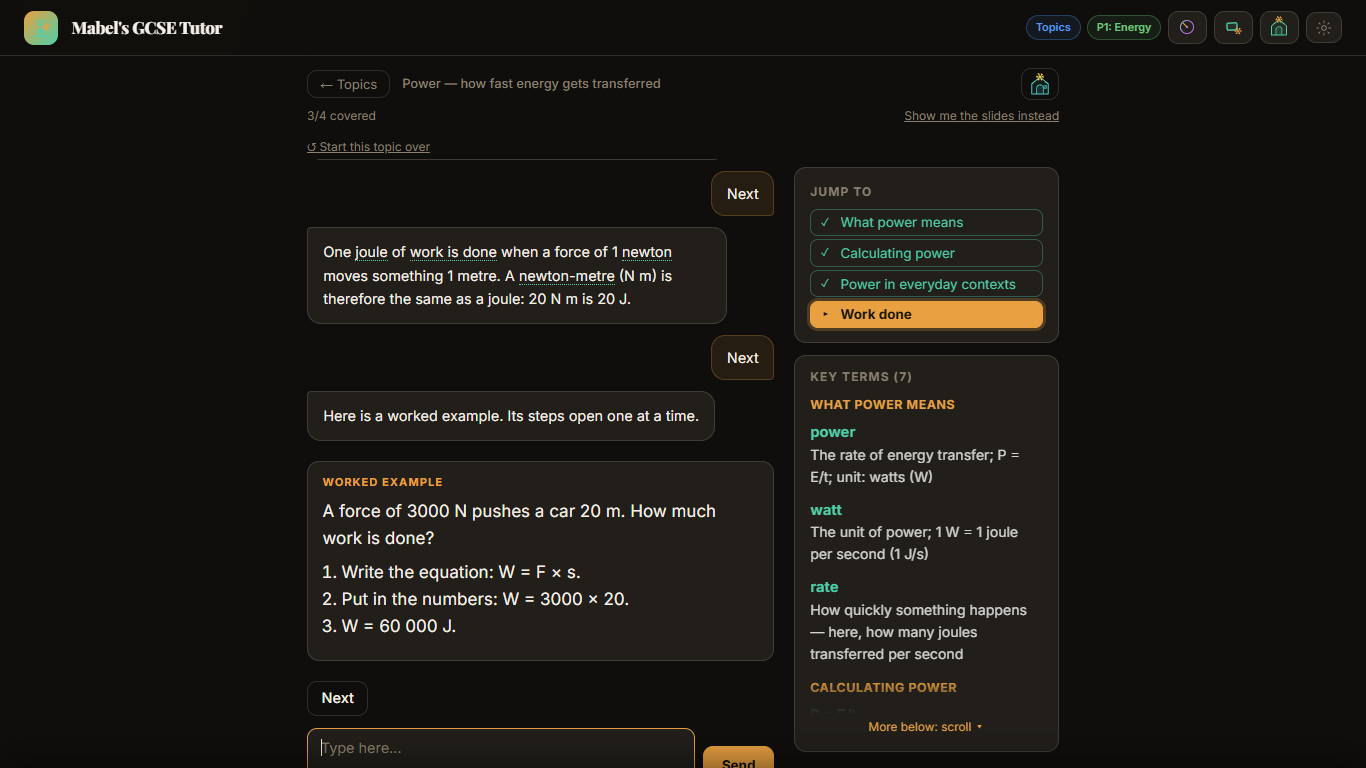 Mabel's GCSE Tutor
Topics
P1: Energy
← Topics
Power — how fast energy gets transferred
3/4 covered
Show me the slides instead
↺ Start this topic over
Next
One joule of work is done when a force of 1 newton
moves something 1 metre. A newton-metre (N m) is
therefore the same as a joule: 20 N m is 20 J.
Next
Here is a worked example. Its steps open one at a time.
WORKED EXAMPLE
A force of 3000 N pushes a car 20 m. How much
work is done?
1. Write the equation: W = F × s.
2. Put in the numbers: W = 3000 × 20.
3. W = 60 000 J.
Next
Type here...
Send
JUMP TO
✓ What power means
✓ Calculating power
✓ Power in everyday contexts
▸ Work done
KEY TERMS (7)
WHAT POWER MEANS
power
The rate of energy transfer; P =
E/t; unit: watts (W)
watt
The unit of power; 1 W = 1 joule
per second (1 J/s)
rate
How quickly something happens
— here, how many joules
transferred per second
CALCULATING POWER
More below: scroll ▾